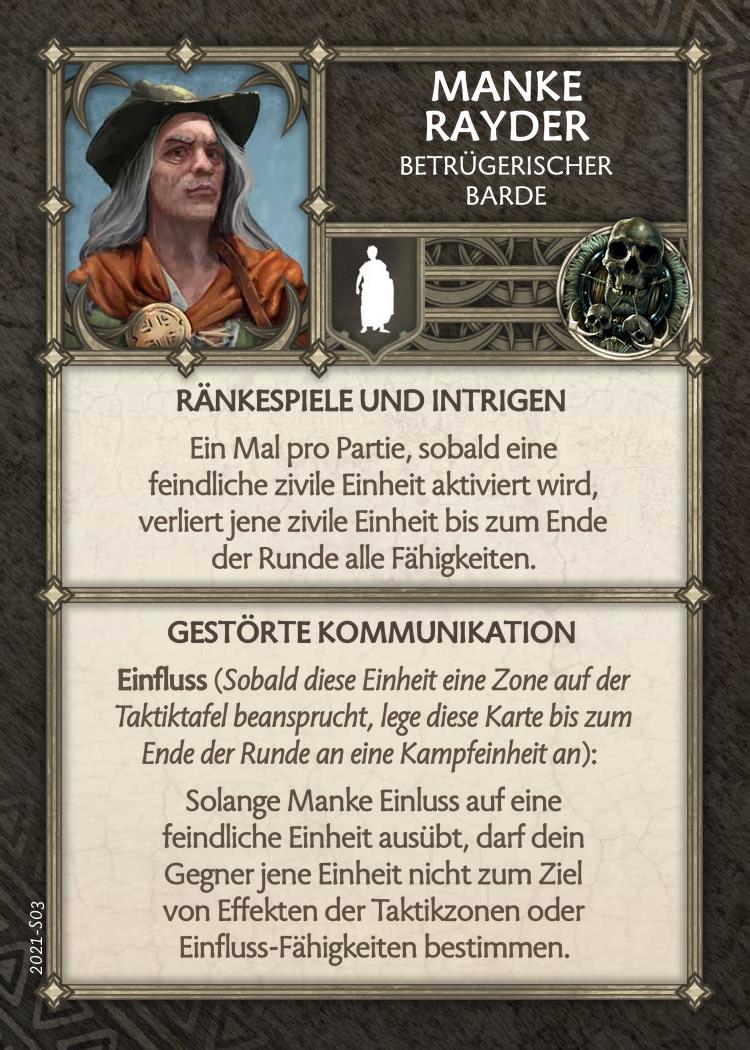 MANKE
RAYDER
BETRÜGERISCHER
BARDE
RÄNKESPIELE UND INTRIGEN
Ein Mal pro Partie, sobald eine
feindliche zivile Einheit aktiviert wird,
verliert jene zivile Einheit bis zum Ende
der Runde alle Fähigkeiten.
GESTÖRTE KOMMUNIKATION
Einfluss (Sobald diese Einheit eine Zone auf der
Taktiktafel beansprucht, lege diese Karte bis zum
Ende der Runde an eine Kampfeinheit an):
Solange Manke Einluss auf eine
feindliche Einheit ausübt, darf dein
Gegner jene Einheit nicht zum Ziel
von Effekten der Taktikzonen oder
Einfluss-Fähigkeiten bestimmen.
2021-S03